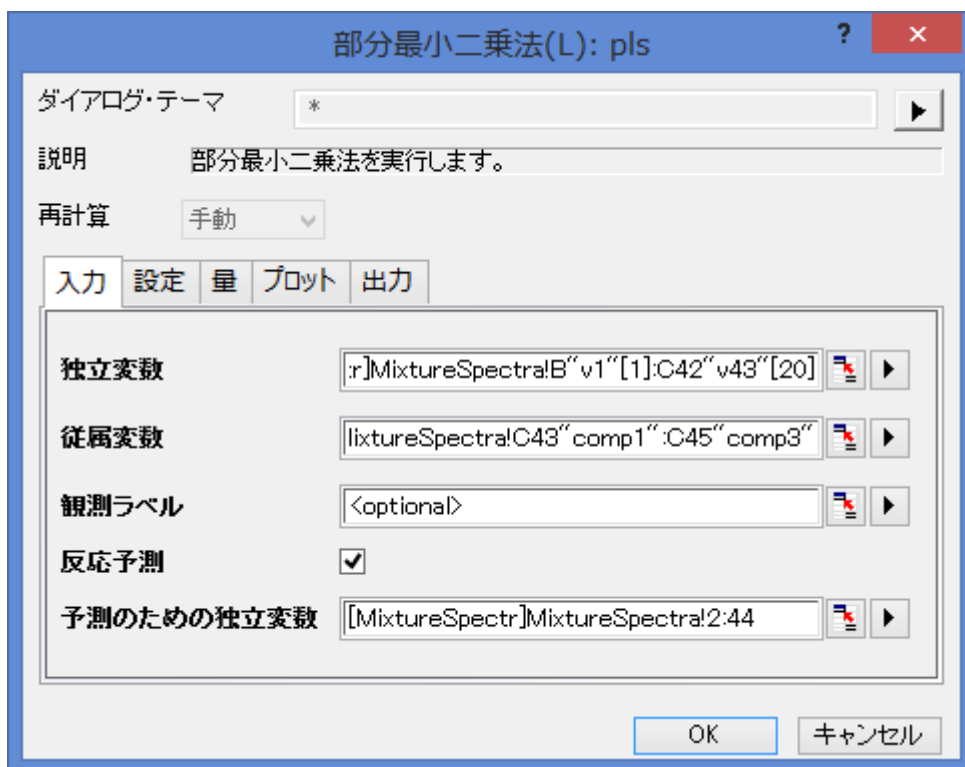 部分最小二乗法(L): pls
?
×
ダイアログ・テーマ *
説明 部分最小二乗法を実行します。
再計算 手動
入力 設定 量 プロット 出力
独立変数 :r]MixtureSpectra!B"v1"[1]:C42"v43"[20]
従属変数 lixtureSpectra!C43"comp1":C45"comp3"
観測ラベル <optional>
反応予測
予測のための独立変数 [MixtureSpectr]MixtureSpectra!2:44
OK キャンセル